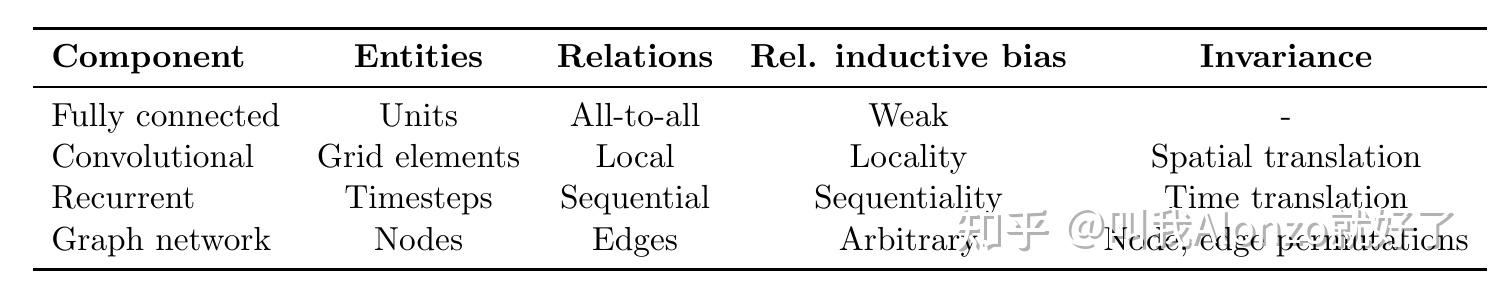 Component Entities Relations Rel. inductive bias Invariance
Fully connected Units All-to-all Weak -
Convolutional Grid elements Local Locality Spatial translation
Recurrent Timesteps Sequential Sequentiality Time translation
Graph network Nodes Edges Arbitrary Node, edge permutations
知乎 @叫我Alonzo就好了